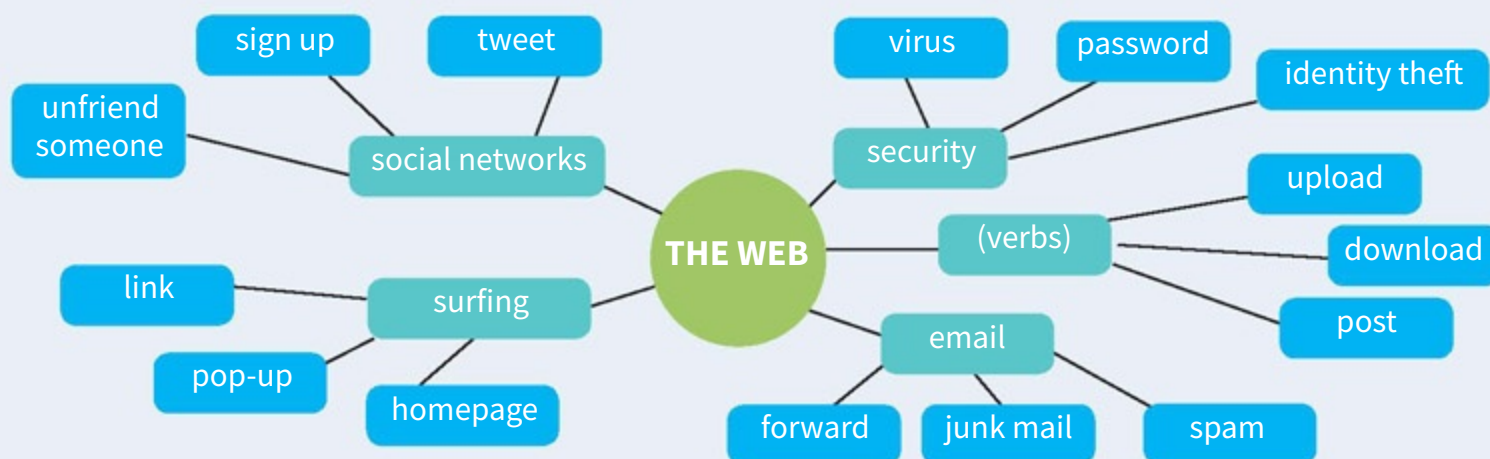 sign up
tweet
unfriend
someone
social networks
virus
password
identity theft
security
upload
(verbs)
download
post
THE WEB
link
surfing
pop-up
homepage
email
forward
junk mail
spam